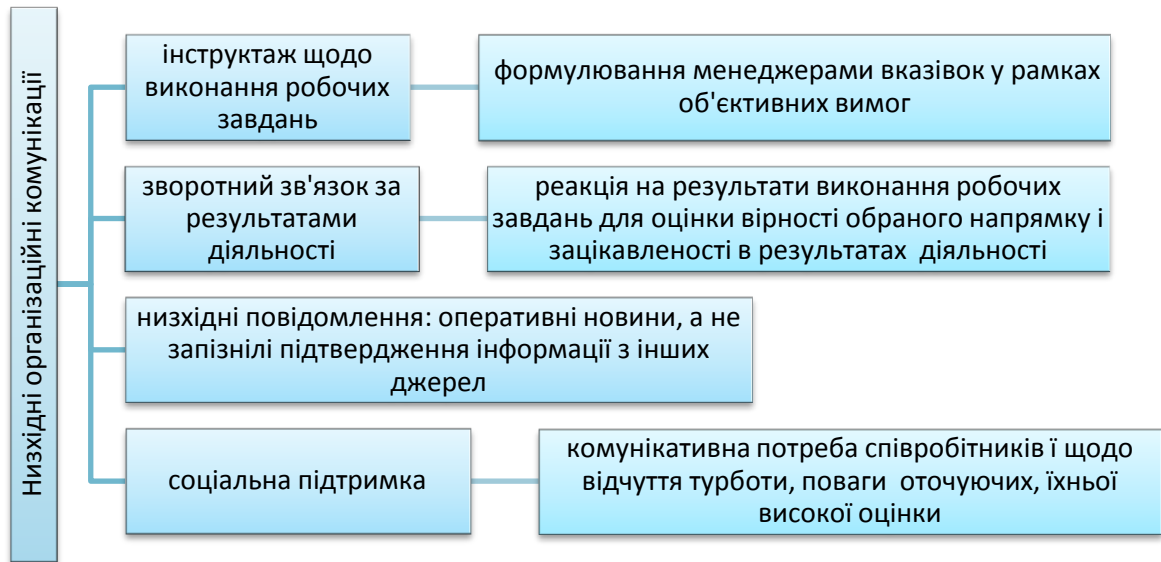 Низхідні організаційні комунікації
інструктаж щодо
виконання робочих
завдань
формулювання менеджерами вказівок у рамках
об'єктивних вимог
зворотний зв'язок за
результатами
діяльності
реакція на результати виконання робочих
завдань для оцінки вірності обраного напрямку і
зацікавленості в результатах діяльності
низхідні повідомлення: оперативні новини, а не
запізнілі підтвердження інформації з інших
джерел
соціальна підтримка
комунікативна потреба співробітників ї щодо
відчуття турботи, поваги оточуючих, їхньої
високої оцінки